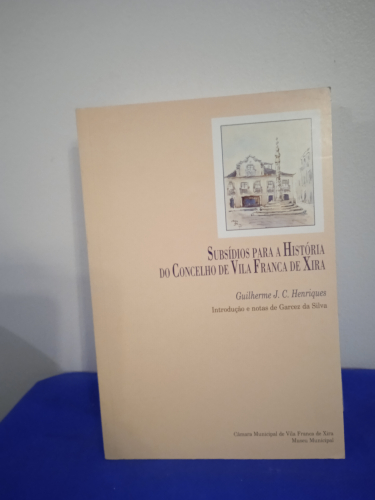 SUBSÍDIOS PARA A HISTÓRIA
DO CONCELHO DE VILA FRANCA DE XIRA
Guilherme J. C. Henriques
Introdução e notas de Garcez da Silva
Câmara Municipal de Vila Franca de Xira
Museu Municipal